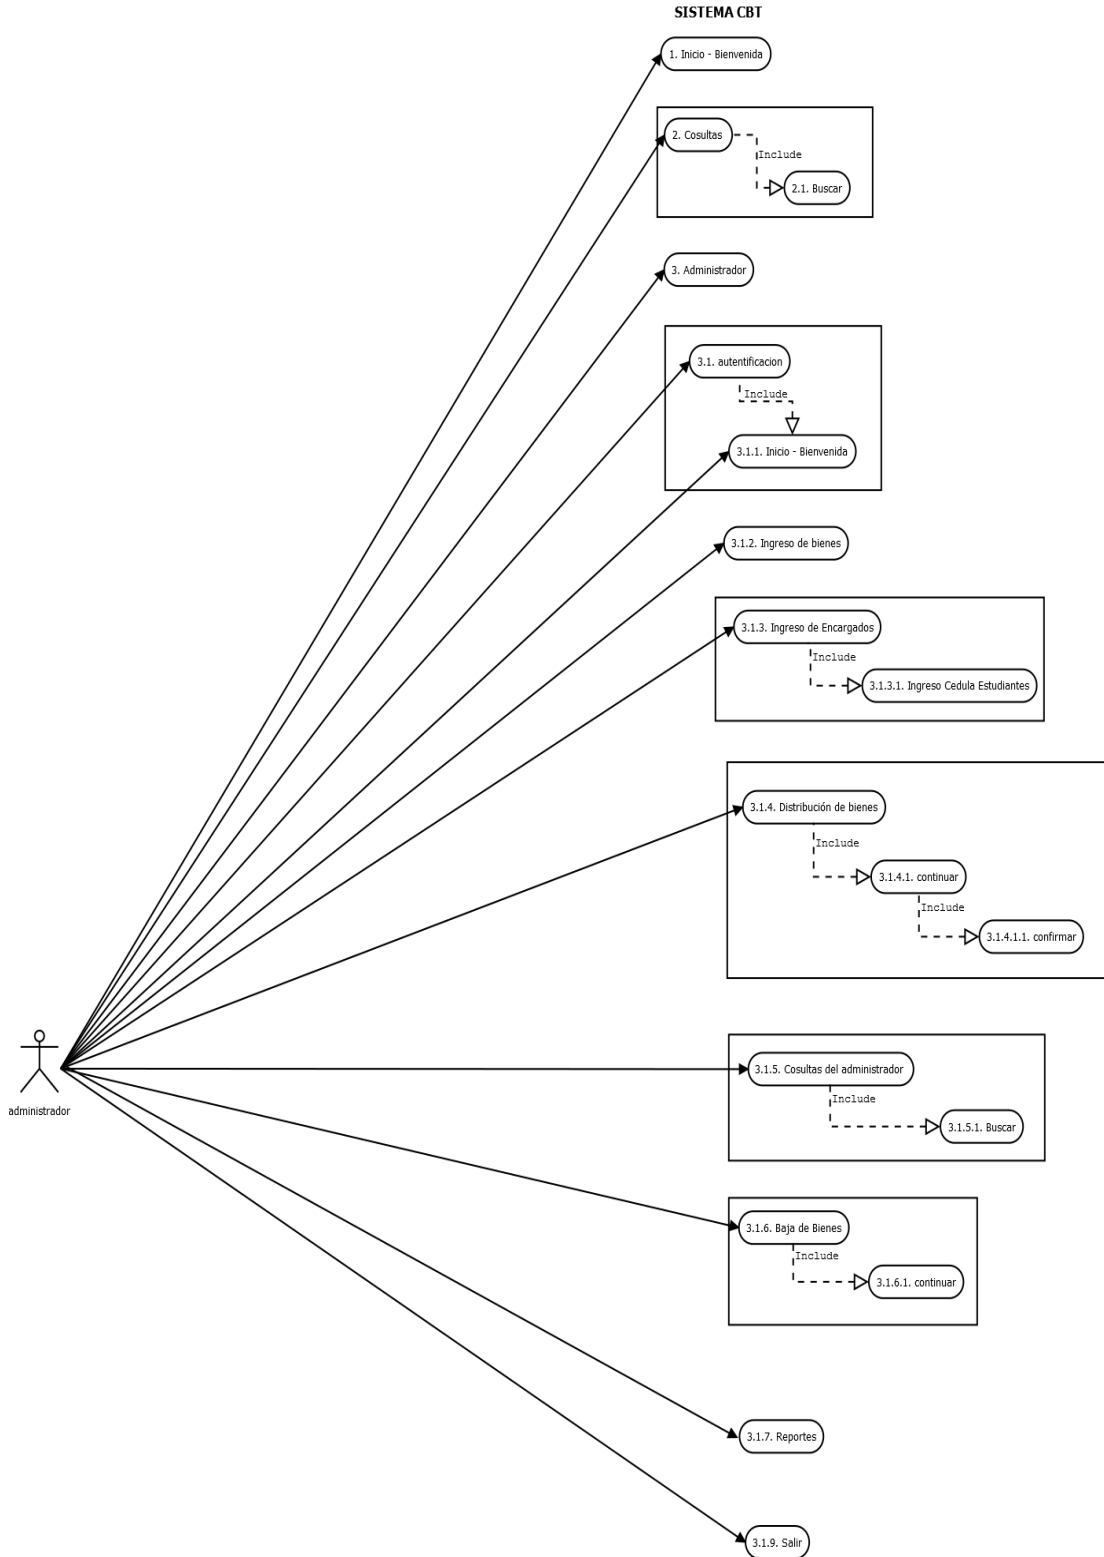 SISTEMA CBT
1. Inicio - Bienvenida
2. Cosultas
Include
2.1. Buscar
3. Administrador
3.1. autentificacion
Include
3.1.1. Inicio - Bienvenida
3.1.2. Ingreso de bienes
3.1.3. Ingreso de Encargados
Include
3.1.3.1. Ingreso Cedula Estudiantes
3.1.4. Distribución de bienes
Include
3.1.4.1. continuar
Include
3.1.4.1.1. confirmar
administrador
3.1.5. Cosultas del administrador
Include
3.1.5.1. Buscar
3.1.6. Baja de Bienes
Include
3.1.6.1. continuar
3.1.7. Reportes
3.1.9. Salir